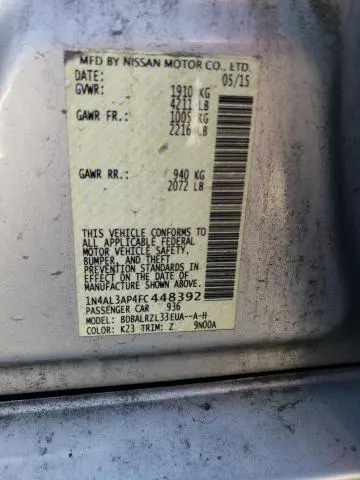 MFD BY NISSAN MOTOR CO., LTD.
DATE: 05/15
GVWR: 1910 KG
4211 LB
GAWR FR.: 1005 KG
2216 LB
GAWR RR.: 940 KG
2072 LB
THIS VEHICLE CONFORMS TO ALL
APPLICABLE FEDERAL
MOTOR VEHICLE SAFETY,
BUMPER, AND THEFT
PREVENTION STANDARDS IN
EFFECT ON THE DATE OF
MANUFACTURE SHOWN ABOVE.
1N4AL3AP4FC448392
PASSENGER CAR 936
MODEL: BDBALRZL33EUA--A-H
COLOR: K23 TRIM: Z 9N00A